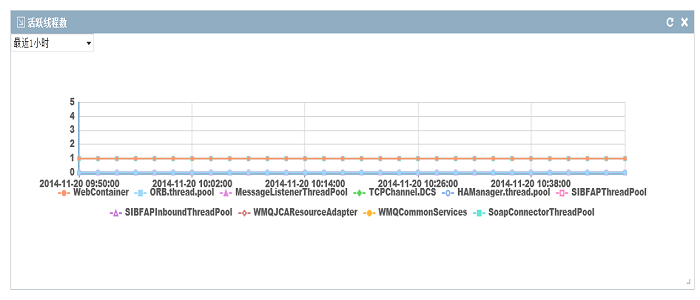 活跃线程数
最近1小时
5
4
3
2
1
0
2014-11-20 09:50:00 2014-11-20 10:02:00 2014-11-20 10:14:00 2014-11-20 10:26:00 2014-11-20 10:38:00
WebContainer ORB.thread.pool MessageListenerThreadPool TCPChannel.DCS HAManager.thread.pool SIBFAPThreadPool
SIBFAPInboundThreadPool WMQJCAResourceAdapter WMQCommonServices SoapConnectorThreadPool